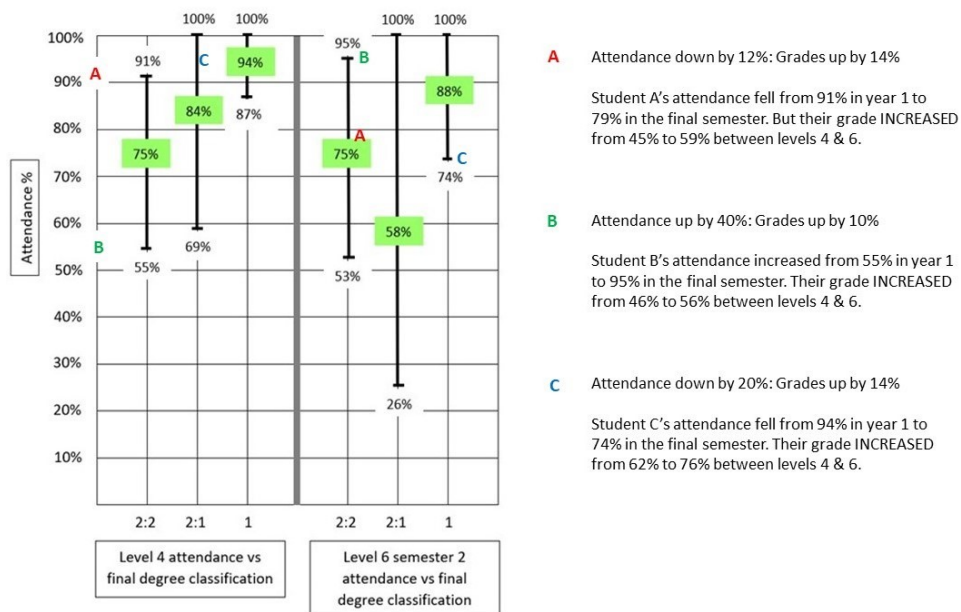 Attendance %
100%
90%
80%
70%
60%
50%
40%
30%
20%
10%
A
B
91%
75%
55%
100%
C
84%
69%
100%
94%
87%
95%
B
A
75%
53%
100%
58%
26%
100%
88%
C
74%
2:2 2:1 1
2:2 2:1 1
Level 4 attendance vs
final degree classification
Level 6 semester 2
attendance vs final
degree classification
A Attendance down by 12%: Grades up by 14%
Student A’s attendance fell from 91% in year 1 to
79% in the final semester. But their grade INCREASED
from 45% to 59% between levels 4 & 6.
B Attendance up by 40%: Grades up by 10%
Student B’s attendance increased from 55% in year 1
to 95% in the final semester. Their grade INCREASED
from 46% to 56% between levels 4 & 6.
C Attendance down by 20%: Grades up by 14%
Student C’s attendance fell from 94% in year 1 to
74% in the final semester. Their grade INCREASED
from 62% to 76% between levels 4 & 6.